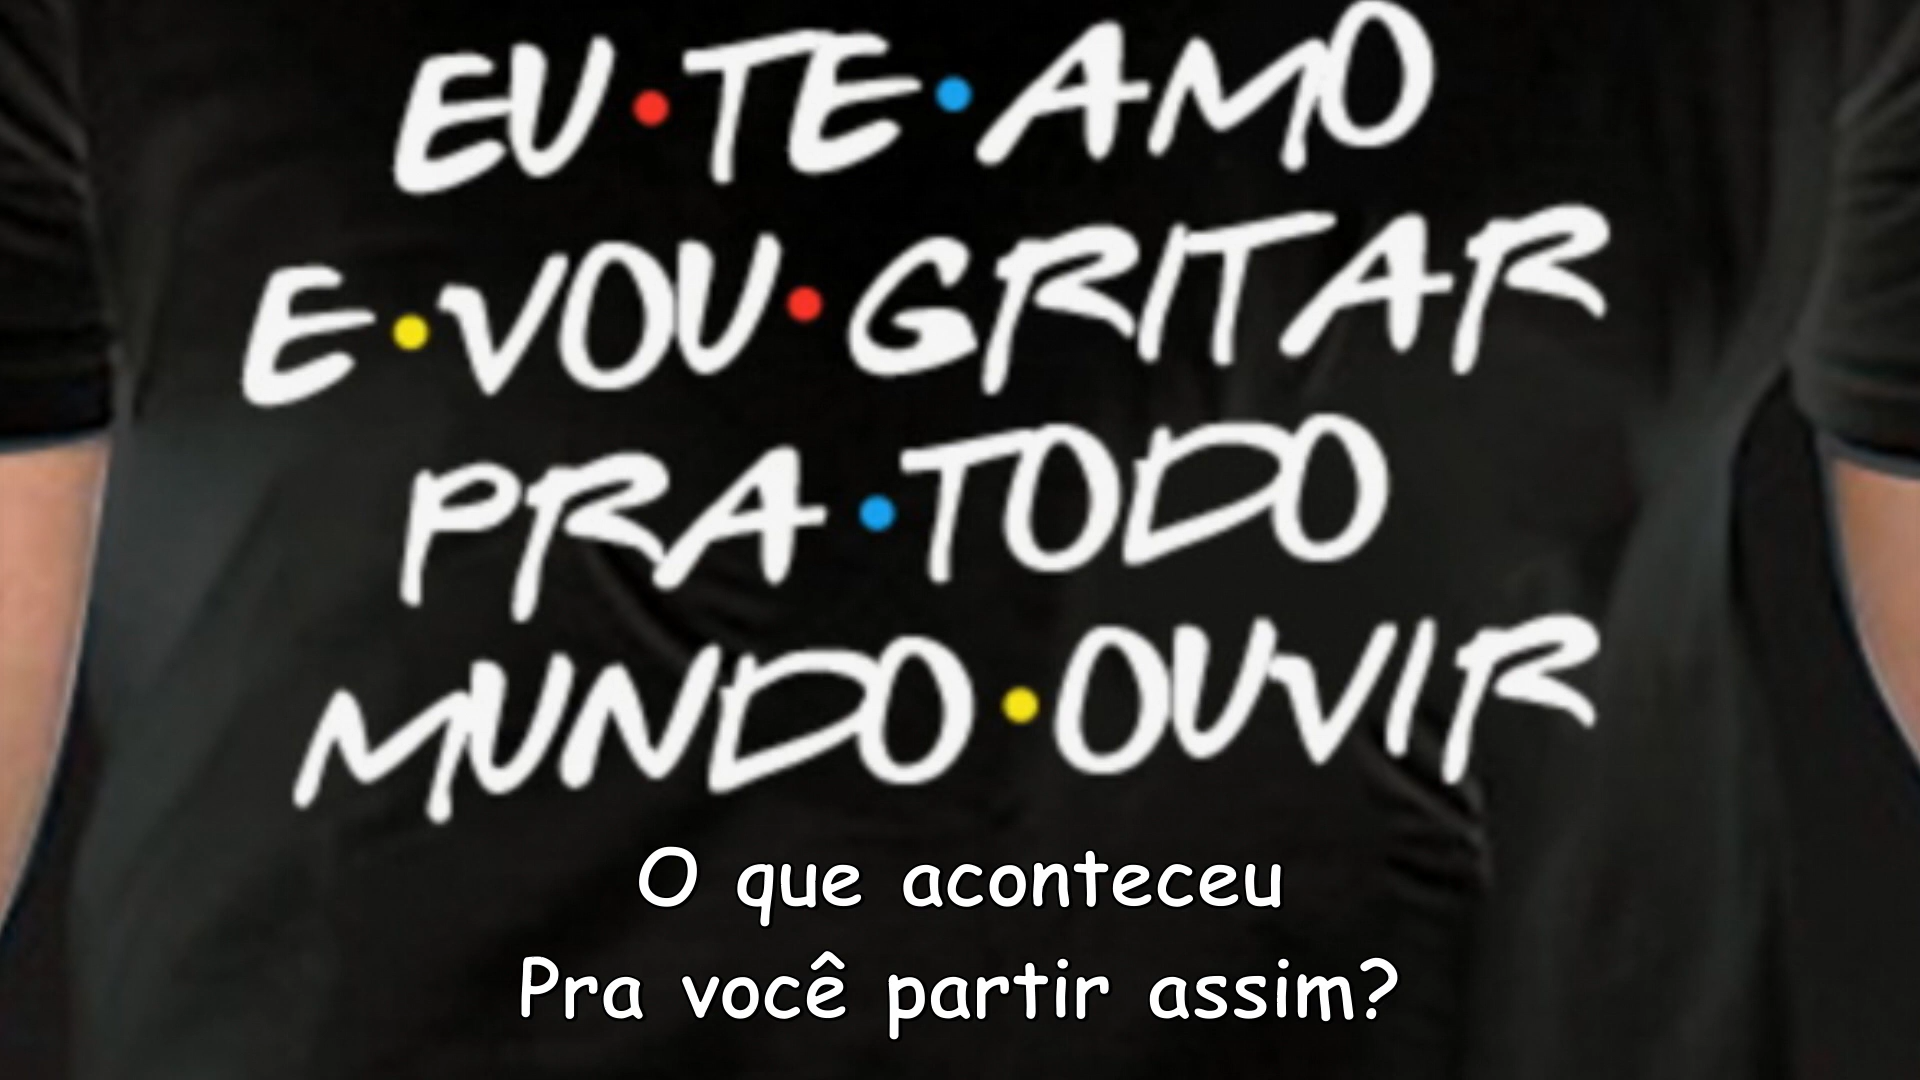 EU•TE•AMO
E•VOU•GRITAR
PRA•TODO
MUNDO•OUVIR
O que aconteceu
Pra você partir assim?